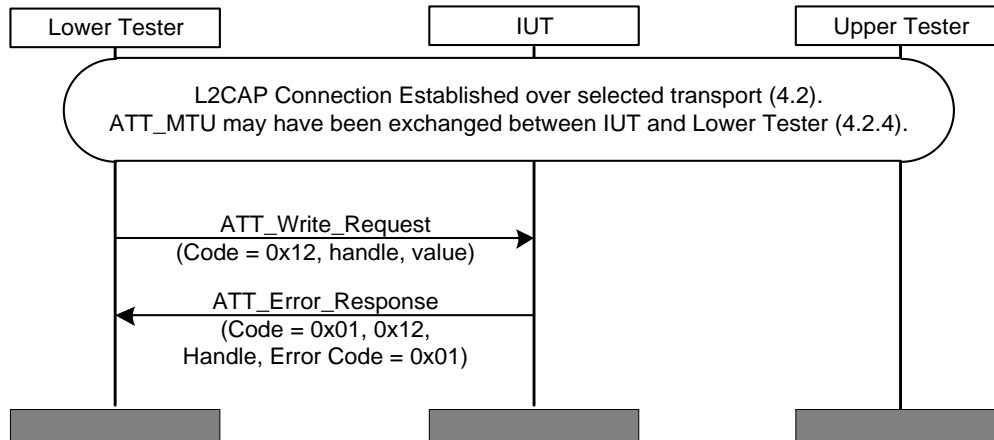 Lower Tester
IUT
Upper Tester
L2CAP Connection Established over selected transport (4.2).
ATT_MTU may have been exchanged between IUT and Lower Tester (4.2.4).
ATT_Write_Request
(Code = 0x12, handle, value)
ATT_Error_Response
(Code = 0x01, 0x12,
Handle, Error Code = 0x01)